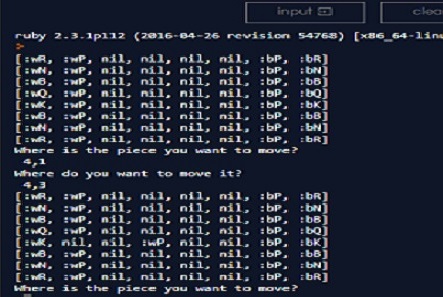 input
clea
ruby 2.3.1p112 (2016-04-26 revision 54768) [x86_64-linu
>
[:wR, :wP, nil, nil, nil, nil, :bP, :bR]
[:wN, :wP, nil, nil, nil, nil, :bP, :bN]
[:wB, :wP, nil, nil, nil, nil, :bP, :bB]
[:wQ, :wP, nil, nil, nil, nil, :bP, :bQ]
[:wK, :wP, nil, nil, nil, nil, :bP, :bK]
[:wB, :wP, nil, nil, nil, nil, :bP, :bB]
[:wN, :wP, nil, nil, nil, nil, :bP, :bN]
[:wR, :wP, nil, nil, nil, nil, :bP, :bR]
Where is the piece you want to move?
4,1
Where do you want to move it?
4,3
[:wR, :wP, nil, nil, nil, nil, :bP, :bR]
[:wN, :wP, nil, nil, nil, nil, :bP, :bN]
[:wB, :wP, nil, nil, nil, nil, :bP, :bB]
[:wQ, :wP, nil, nil, nil, nil, :bP, :bQ]
[:wK, nil, nil, :wP, nil, nil, :bP, :bK]
[:wB, :wP, nil, nil, nil, nil, :bP, :bB]
[:wN, :wP, nil, nil, nil, nil, :bP, :bN]
[:wR, :wP, nil, nil, nil, nil, :bP, :bR]
Where is the piece you want to move?